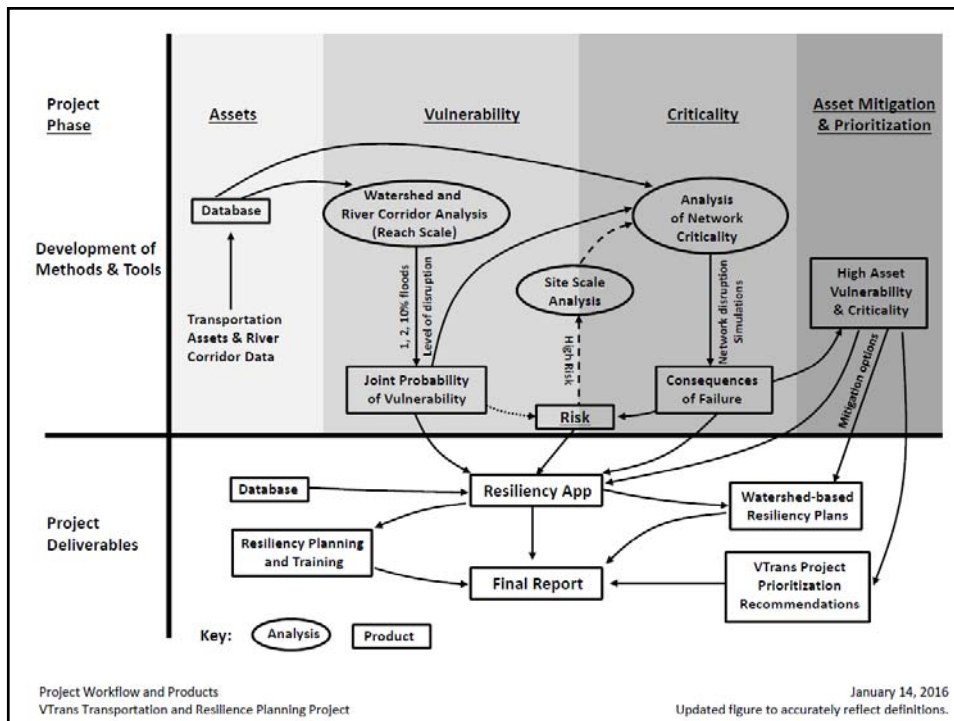 Project
Phase
Assets
Vulnerability
Criticality
Asset Mitigation
& Prioritization
Development of
Methods & Tools
Database
Transportation
Assets & River
Corridor Data
Watershed and
River Corridor Analysis
(Reach Scale)
1, 2, 10% floods
Level of disruption
Joint Probability
of Vulnerability
Site Scale
Analysis
High Risk
Risk
Analysis
of Network
Criticality
Network disruption
Simulations
Consequences
of Failure
High Asset
Vulnerability
& Criticality
Mitigation options
Project
Deliverables
Database
Resiliency App
Watershed-based
Resiliency Plans
Resiliency Planning
and Training
Final Report
VTrans Project
Prioritization
Recommendations
Key:
Analysis
Product
Project Workflow and Products
VTrans Transportation and Resilience Planning Project
January 14, 2016
Updated figure to accurately reflect definitions.